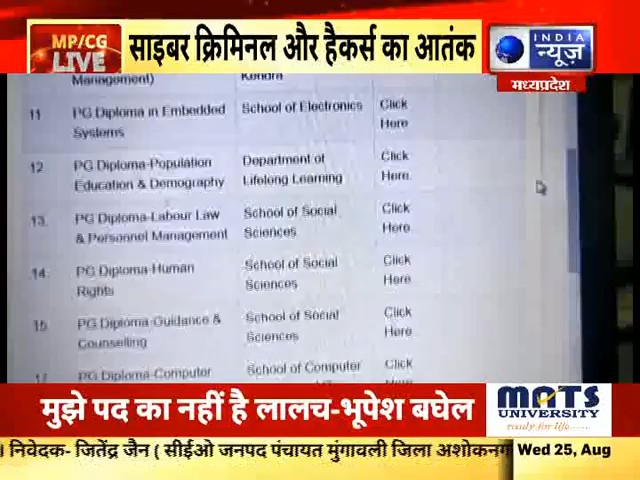 MP/CG
LIVE
साइबर क्रिमिनल और हैकर्स का आतंक
INDIA
न्यूज़
मध्यप्रदेश
Management) Kendra
11 PG Diploma in Embedded School of Electronics Click
Systems Here
12 PG Diploma-Population Department of Click
Education & Demography Lifelong Learning Here
13. PG Diploma-Labour Law School of Social Click
& Personnel Management Sciences Here
14. PG Diploma-Human School of Social Click
Rights Sciences Here
15. PG Diploma-Guidance & School of Social Click
Counselling Sciences Here
PG Diploma-Computer School of Computer Click
मुझे पद का नहीं है लालच-भूपेश बघेल
MATS
UNIVERSITY
ready for life......
निवेदक- जितेंद्र जैन ( सीईओ जनपद पंचायत मुंगावली जिला अशोकनग
Wed 25, Aug